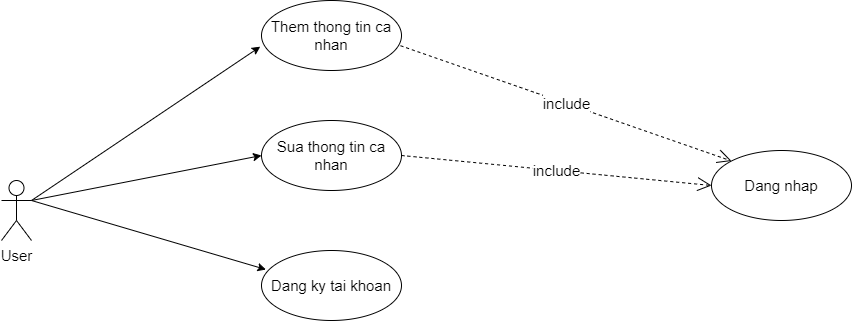 Them thong tin ca
nhan
include
Sua thong tin ca
nhan
include
Dang nhap
User
Dang ky tai khoan